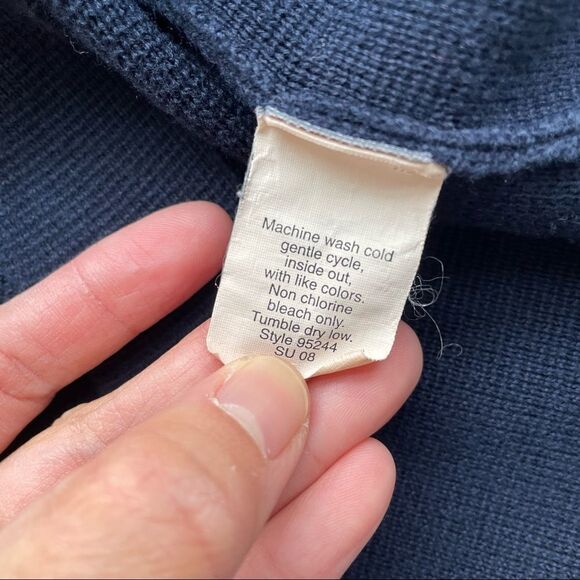 Machine wash cold
gentle cycle,
inside out,
with like colors.
Non chlorine
bleach only.
Tumble dry low.
Style 95244
SU 08